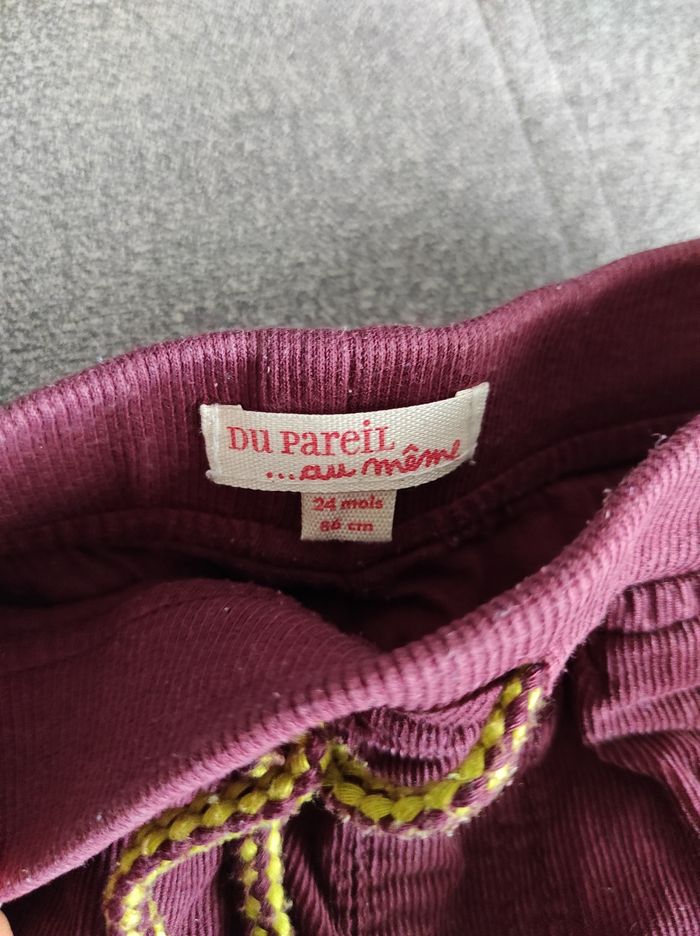 DU PAREIL
...au même
24 mois
86 cm